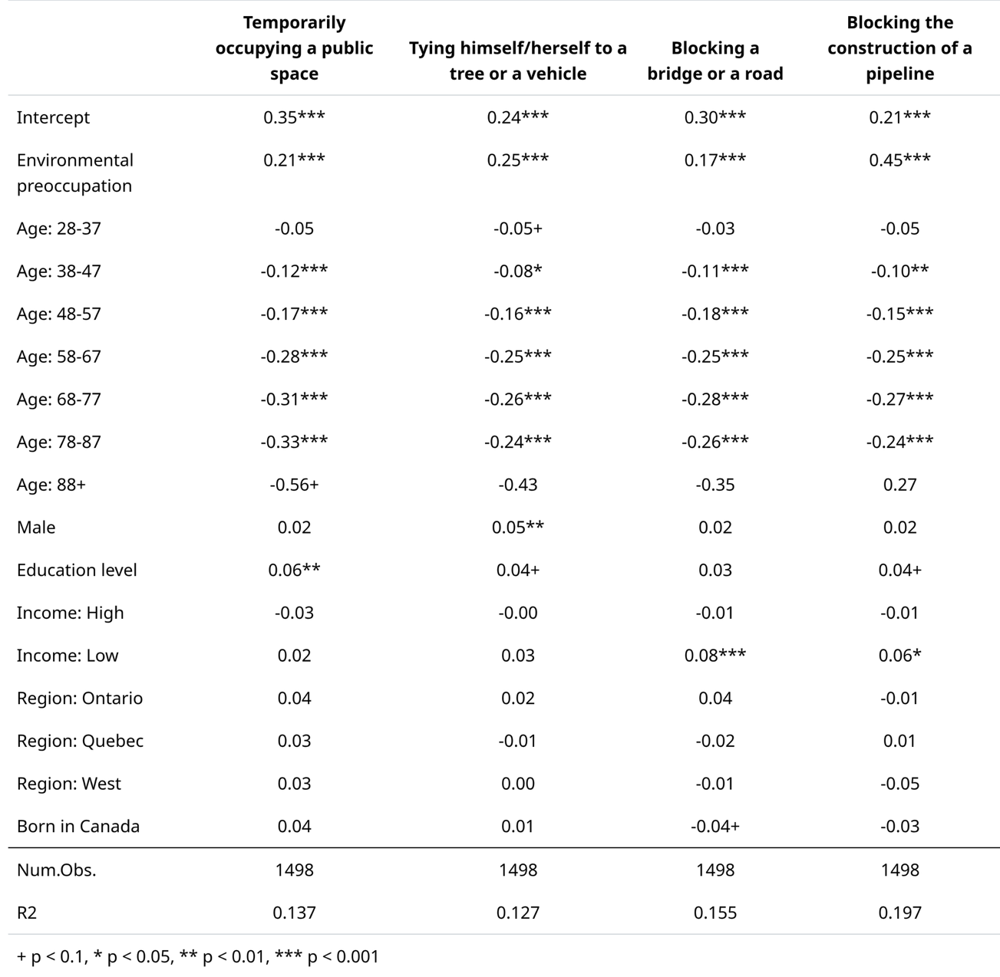 Temporarily occupying a public space | Tying himself/herself to a tree or a vehicle | Blocking a bridge or a road | Blocking the construction of a pipeline
Intercept 0.35*** 0.24*** 0.30*** 0.21***
Environmental preoccupation 0.21*** 0.25*** 0.17*** 0.45***
Age: 28-37 -0.05 -0.05+ -0.03 -0.05
Age: 38-47 -0.12*** -0.08* -0.11*** -0.10**
Age: 48-57 -0.17*** -0.16*** -0.18*** -0.15***
Age: 58-67 -0.28*** -0.25*** -0.25*** -0.25***
Age: 68-77 -0.31*** -0.26*** -0.28*** -0.27***
Age: 78-87 -0.33*** -0.24*** -0.26*** -0.24***
Age: 88+ -0.56+ -0.43 -0.35 0.27
Male 0.02 0.05** 0.02 0.02
Education level 0.06** 0.04+ 0.03 0.04+
Income: High -0.03 -0.00 -0.01 -0.01
Income: Low 0.02 0.03 0.08*** 0.06*
Region: Ontario 0.04 0.02 0.04 -0.01
Region: Quebec 0.03 -0.01 -0.02 0.01
Region: West 0.03 0.00 -0.01 -0.05
Born in Canada 0.04 0.01 -0.04+ -0.03
Num.Obs. 1498 1498 1498 1498
R2 0.137 0.127 0.155 0.197
+ p < 0.1, * p < 0.05, ** p < 0.01, *** p < 0.001